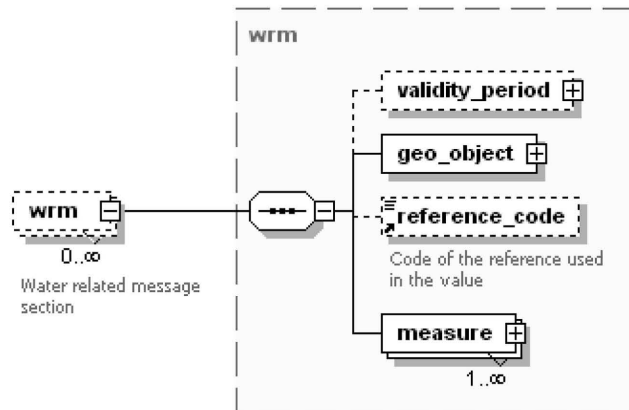 wrm
validity_period
geo_object
wrm
reference_code
0..∞
Code of the reference used
in the value
Water related message
section
measure
1..∞